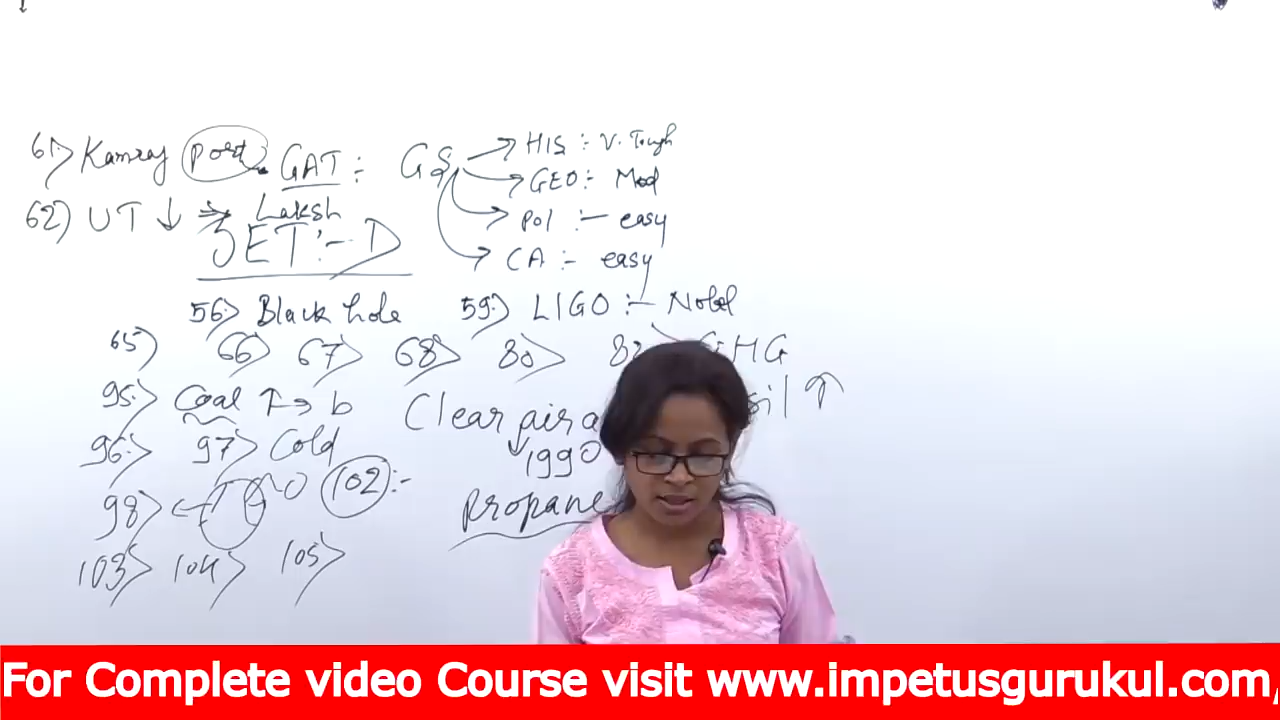 61> Kamraj port. GAT: GS HIS :- V. Tough
GEO :- Mod
62) UT ↓ → Laksh Pol :- easy
SET :- D CA :- easy
56> Black hole 59> LIGO :- Nobel
65) 66> 67> 68> 80> GHG
95> Coal ↑→ b Clear air
96> 97> Cold 1990
98> 102 :- Propane
103> 104> 105>
For Complete video Course visit www.impetusgurukul.com,